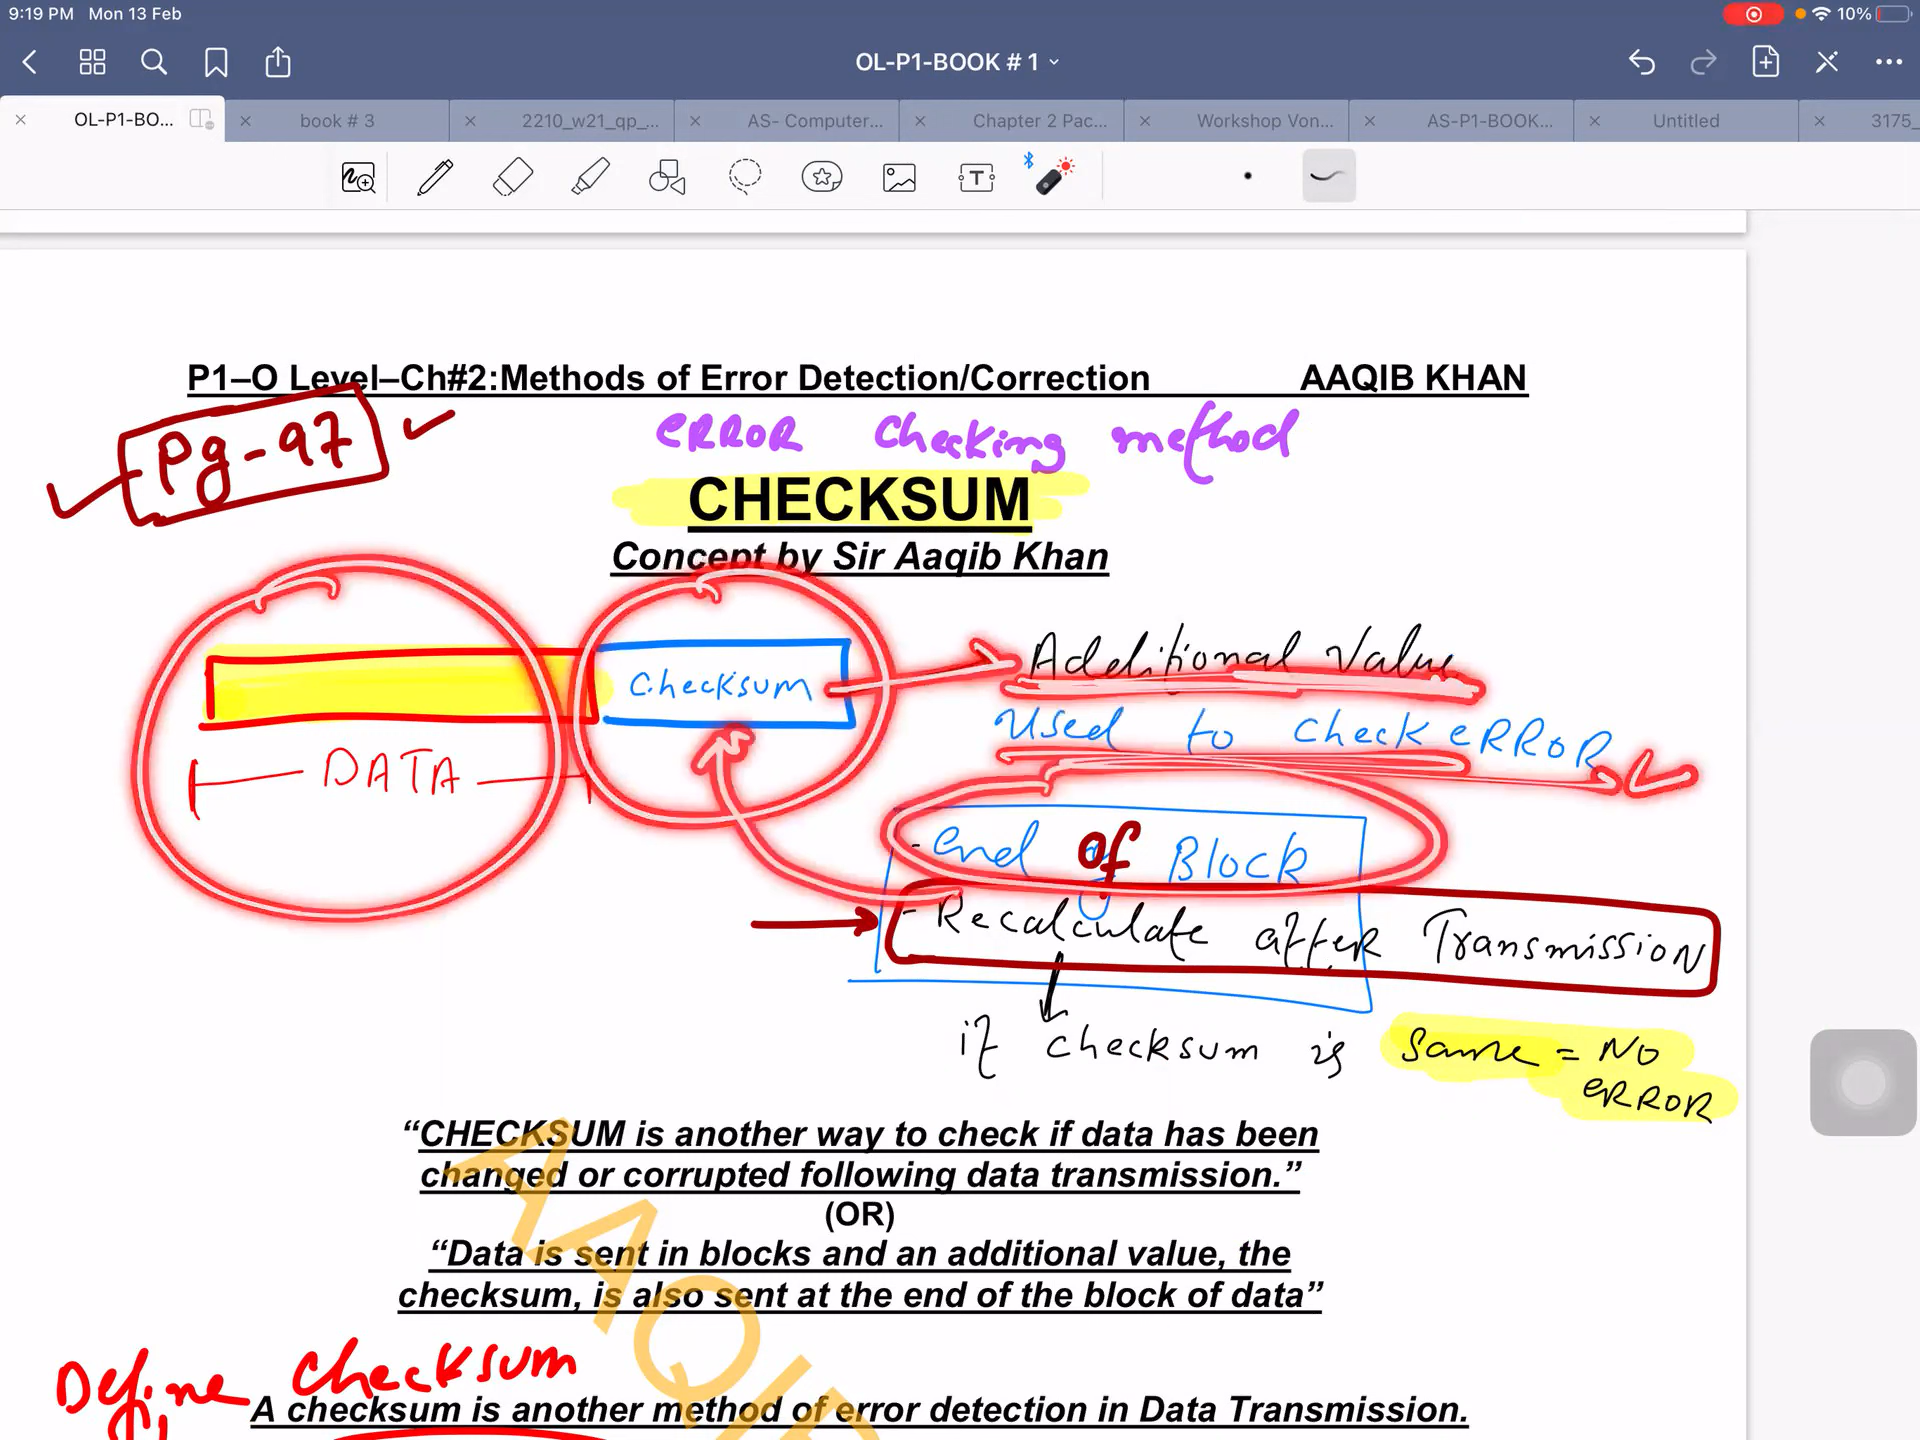 9:19 PM Mon 13 Feb
10%
OL-P1-BOOK # 1
OL-P1-BO...
book # 3
2210_w21_qp_...
AS- Computer...
Chapter 2 Pac...
Workshop Von...
AS-P1-BOOK...
Untitled
3175_
P1–O Level–Ch#2:Methods of Error Detection/Correction AAQIB KHAN
Pg-97
ERROR Checking method
CHECKSUM
Concept by Sir Aaqib Khan
Checksum
Additional Value
Used to Check ERROR
DATA
- End of Block
- Recalculate after Transmission
if checksum is Same = NO
ERROR
“CHECKSUM is another way to check if data has been
changed or corrupted following data transmission.”
(OR)
“Data is sent in blocks and an additional value, the
checksum, is also sent at the end of the block of data”
Define Checksum
A checksum is another method of error detection in Data Transmission.